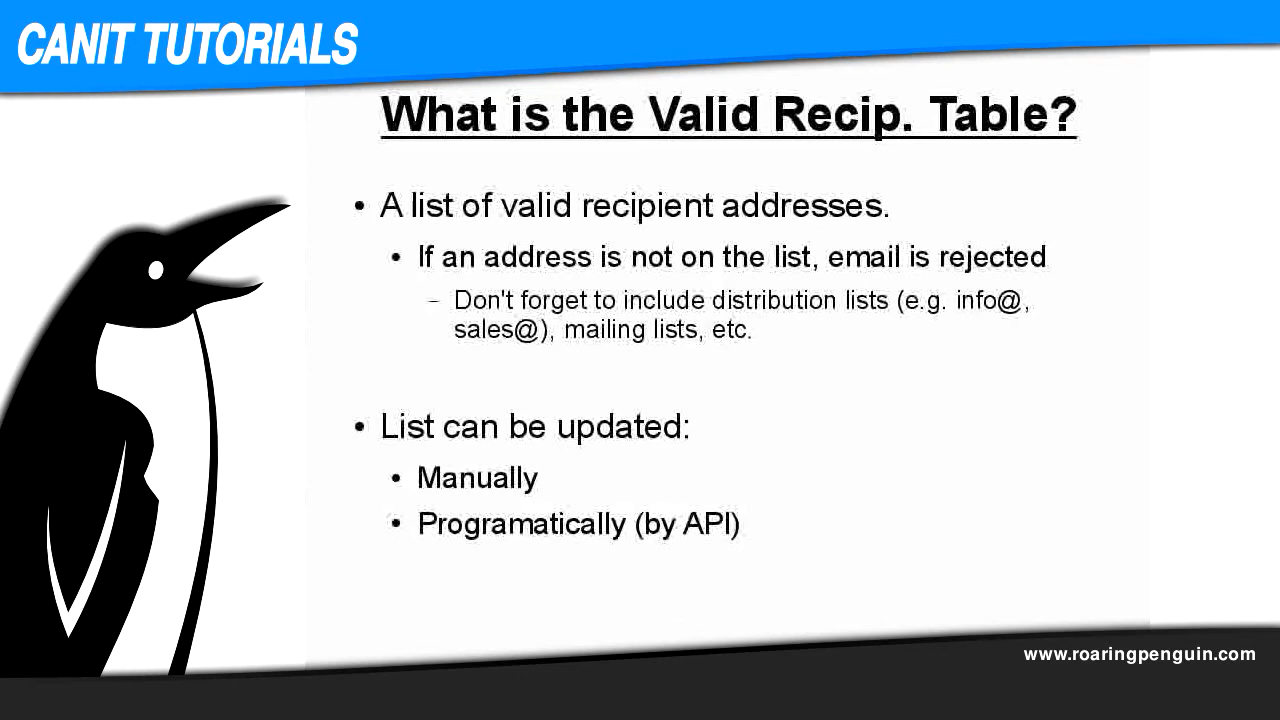 CANIT TUTORIALS
What is the Valid Recip. Table?
• A list of valid recipient addresses.
• If an address is not on the list, email is rejected
– Don't forget to include distribution lists (e.g. info@,
sales@), mailing lists, etc.
• List can be updated:
• Manually
• Programatically (by API)
www.roaringpenguin.com